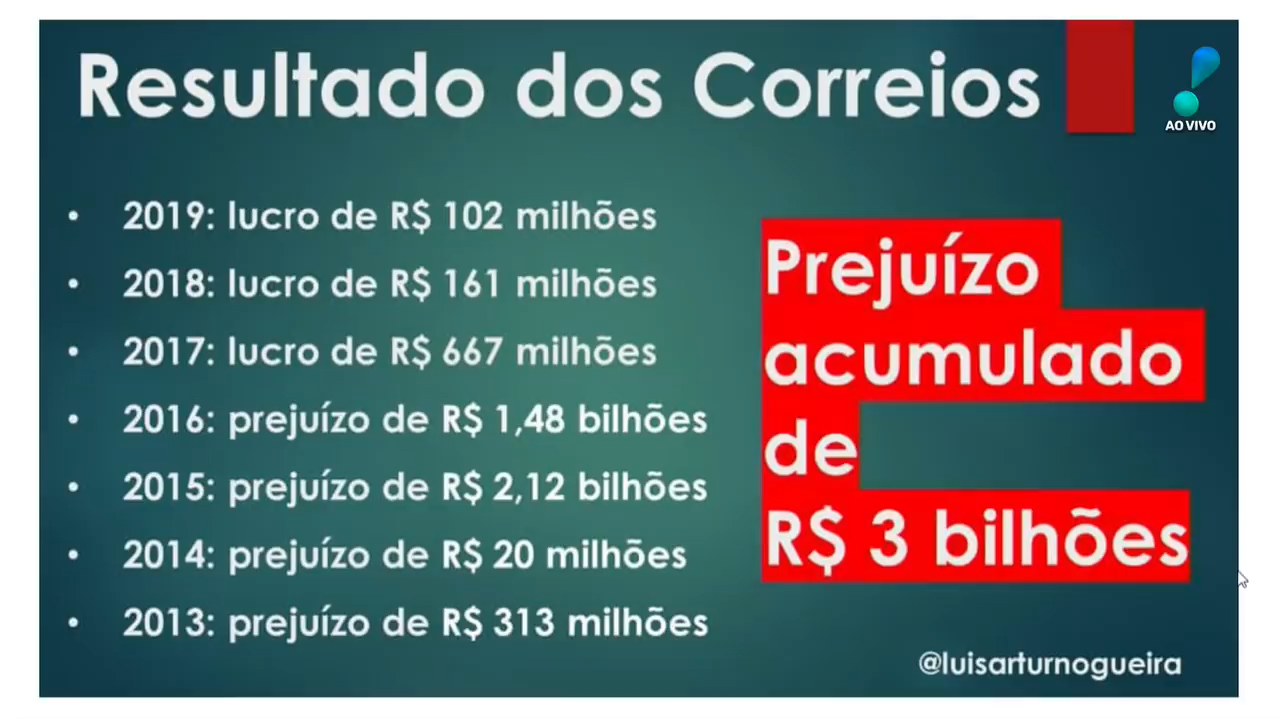 Resultado dos Correios
AO VIVO
• 2019: lucro de R$ 102 milhões
• 2018: lucro de R$ 161 milhões
• 2017: lucro de R$ 667 milhões
• 2016: prejuízo de R$ 1,48 bilhões
• 2015: prejuízo de R$ 2,12 bilhões
• 2014: prejuízo de R$ 20 milhões
• 2013: prejuízo de R$ 313 milhões
Prejuízo
acumulado
de
R$ 3 bilhões
@luisarturnogueira